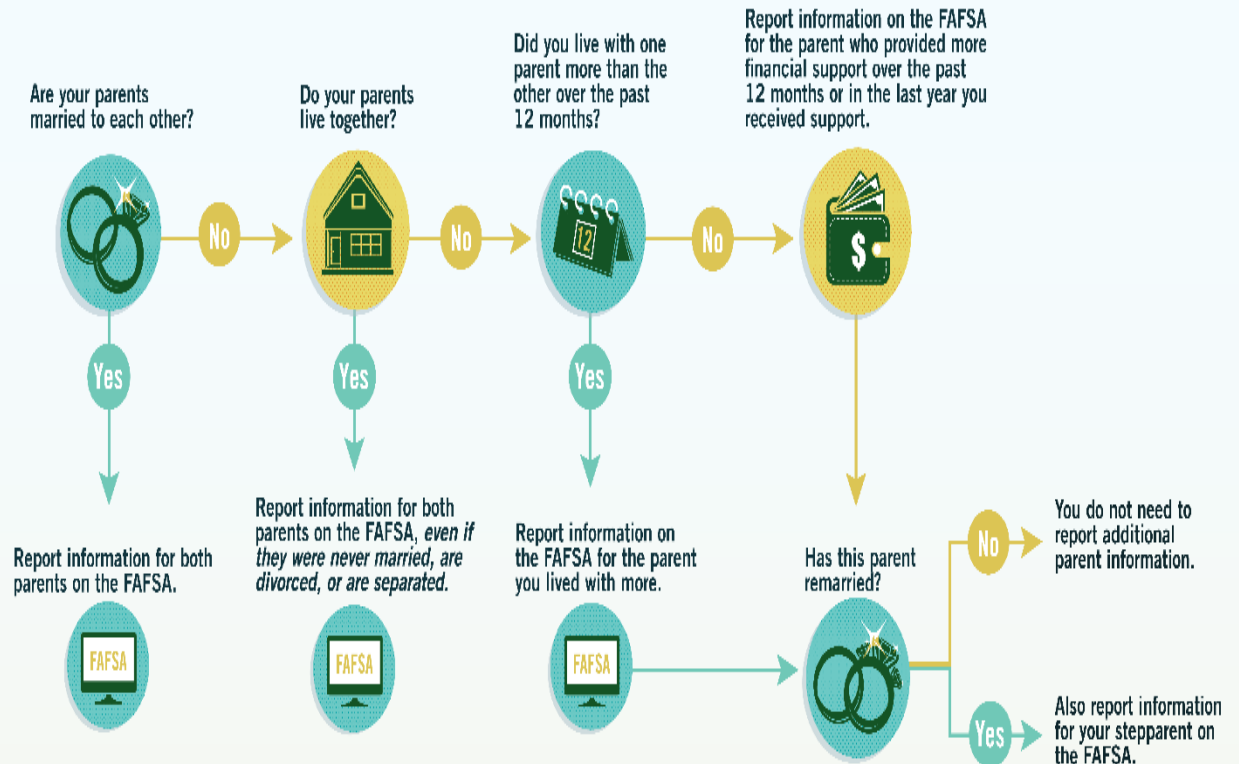 Are your parents
married to each other?
No
Yes
Report information for both
parents on the FAFSA.
FAFSA
Do your parents
live together?
No
Yes
Report information for both
parents on the FAFSA, even if
they were never married, are
divorced, or are separated.
FAFSA
Did you live with one
parent more than the
other over the past
12 months?
12
No
Yes
Report information on
the FAFSA for the parent
you lived with more.
FAFSA
Report information on the FAFSA
for the parent who provided more
financial support over the past
12 months or in the last year you
received support.
$
Has this parent
remarried?
No
You do not need to
report additional
parent information.
Yes
Also report information
for your stepparent on
the FAFSA.